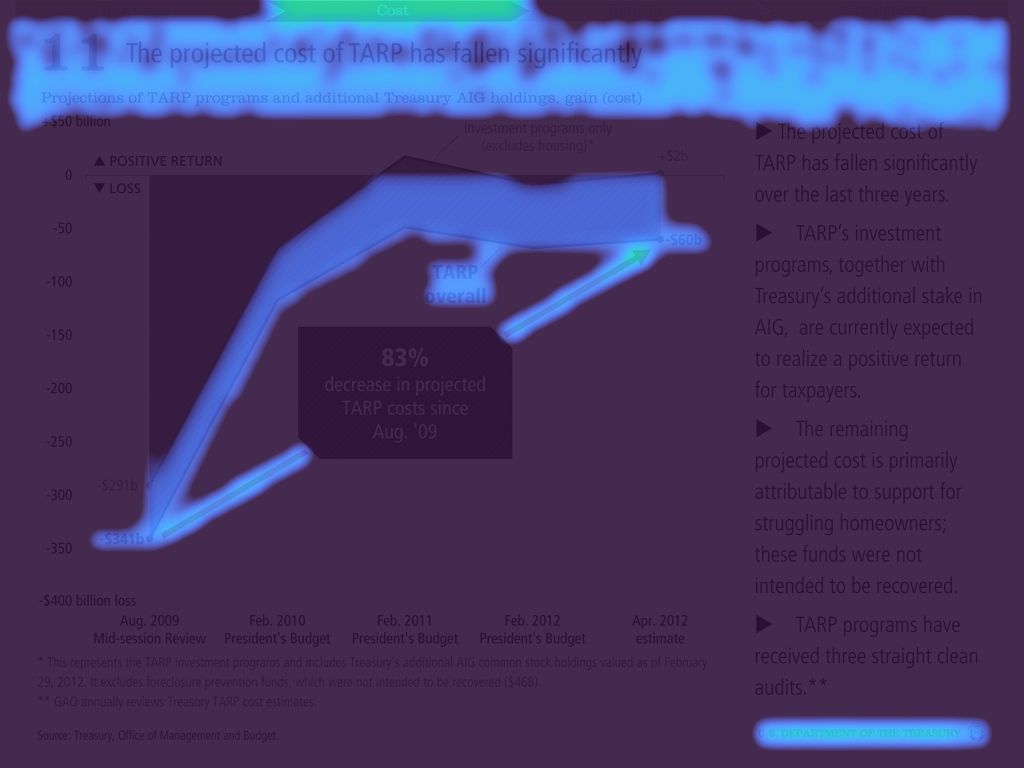 Cost
11 The projected cost of TARP has fallen significantly
Projections of TARP programs and additional Treasury AIG holdings, gain (cost)
+$50 billion
investment programs only
(excludes housing)*
▲ POSITIVE RETURN
+$2b
0
▼ LOSS
-50
-$60b
-100
TARP
overall
-150
83%
decrease in projected
TARP costs since
Aug. '09
-200
-250
-$291b
-300
-$341b
-350
-$400 billion loss
Aug. 2009
Mid-session Review
Feb. 2010
President's Budget
Feb. 2011
President's Budget
Feb. 2012
President's Budget
Apr. 2012
estimate
* This represents the TARP investment programs and includes Treasury's additional AIG common stock holdings valued as of February
29, 2012. It excludes foreclosure prevention funds, which were not intended to be recovered ($46B).
** GAO annually reviews Treasury TARP cost estimates.
Source: Treasury, Office of Management and Budget.
▶ The projected cost of
TARP has fallen significantly
over the last three years.
▶ TARP's investment
programs, together with
Treasury's additional stake in
AIG, are currently expected
to realize a positive return
for taxpayers.
▶ The remaining
projected cost is primarily
attributable to support for
struggling homeowners;
these funds were not
intended to be recovered.
▶ TARP programs have
received three straight clean
audits.**
U.S. DEPARTMENT OF THE TREASURY